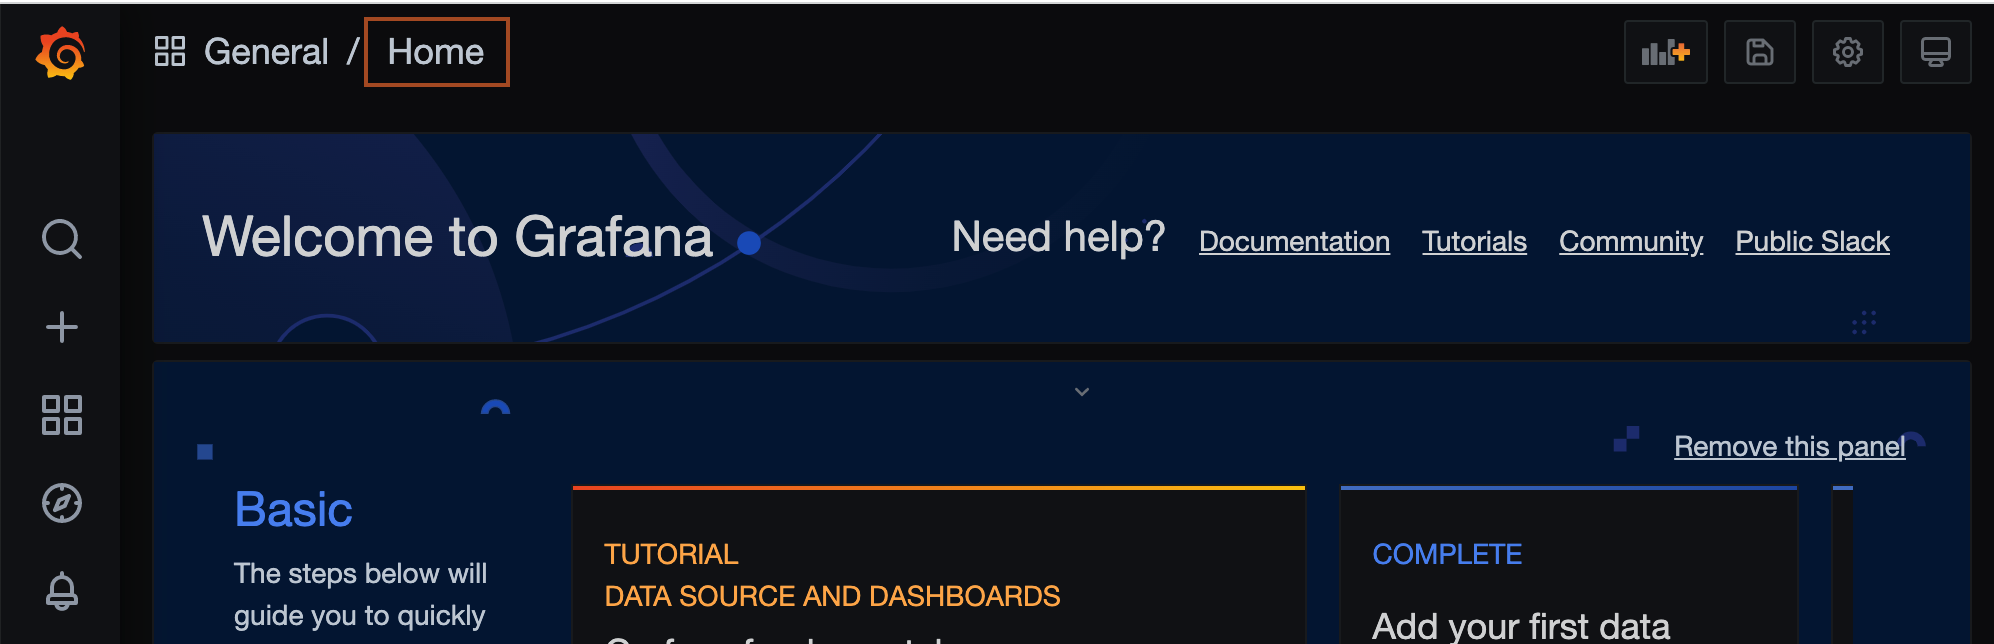 General / Home
Welcome to Grafana
Need help? Documentation Tutorials Community Public Slack
Remove this panel
Basic
The steps below will
guide you to quickly
TUTORIAL
DATA SOURCE AND DASHBOARDS
COMPLETE
Add your first data